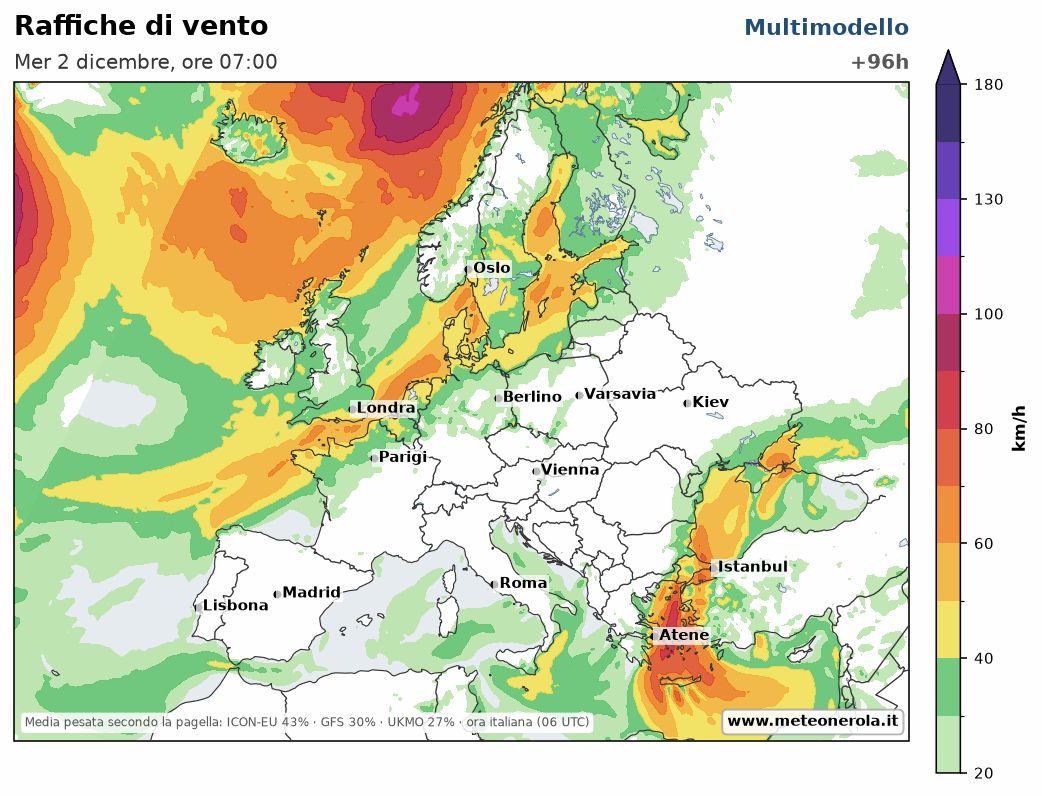 Raffiche di vento
Multimodello
Mer 2 dicembre, ore 07:00
+96h
180
130
100
80
60
40
20
km/h
Oslo
Berlino
Varsavia
Kiev
Londra
Parigi
Vienna
Istanbul
Roma
Madrid
Lisbona
Atene
Media pesata secondo la pagella: ICON-EU 43% · GFS 30% · UKMO 27% · ora italiana (06 UTC)
www.meteonerola.it